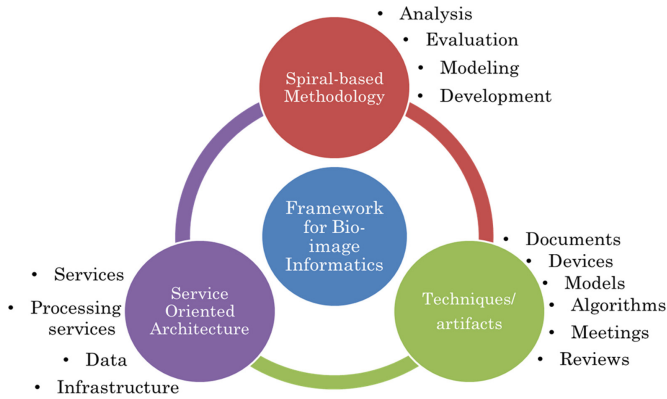 • Analysis
• Evaluation
• Modeling
• Development
Spiral-based
Methodology
Framework
for Bio-
image
Informatics
• Documents
• Devices
• Models
• Algorithms
• Meetings
• Reviews
Techniques/
artifacts
• Services
• Processing
services
• Data
• Infrastructure
Service
Oriented
Architecture